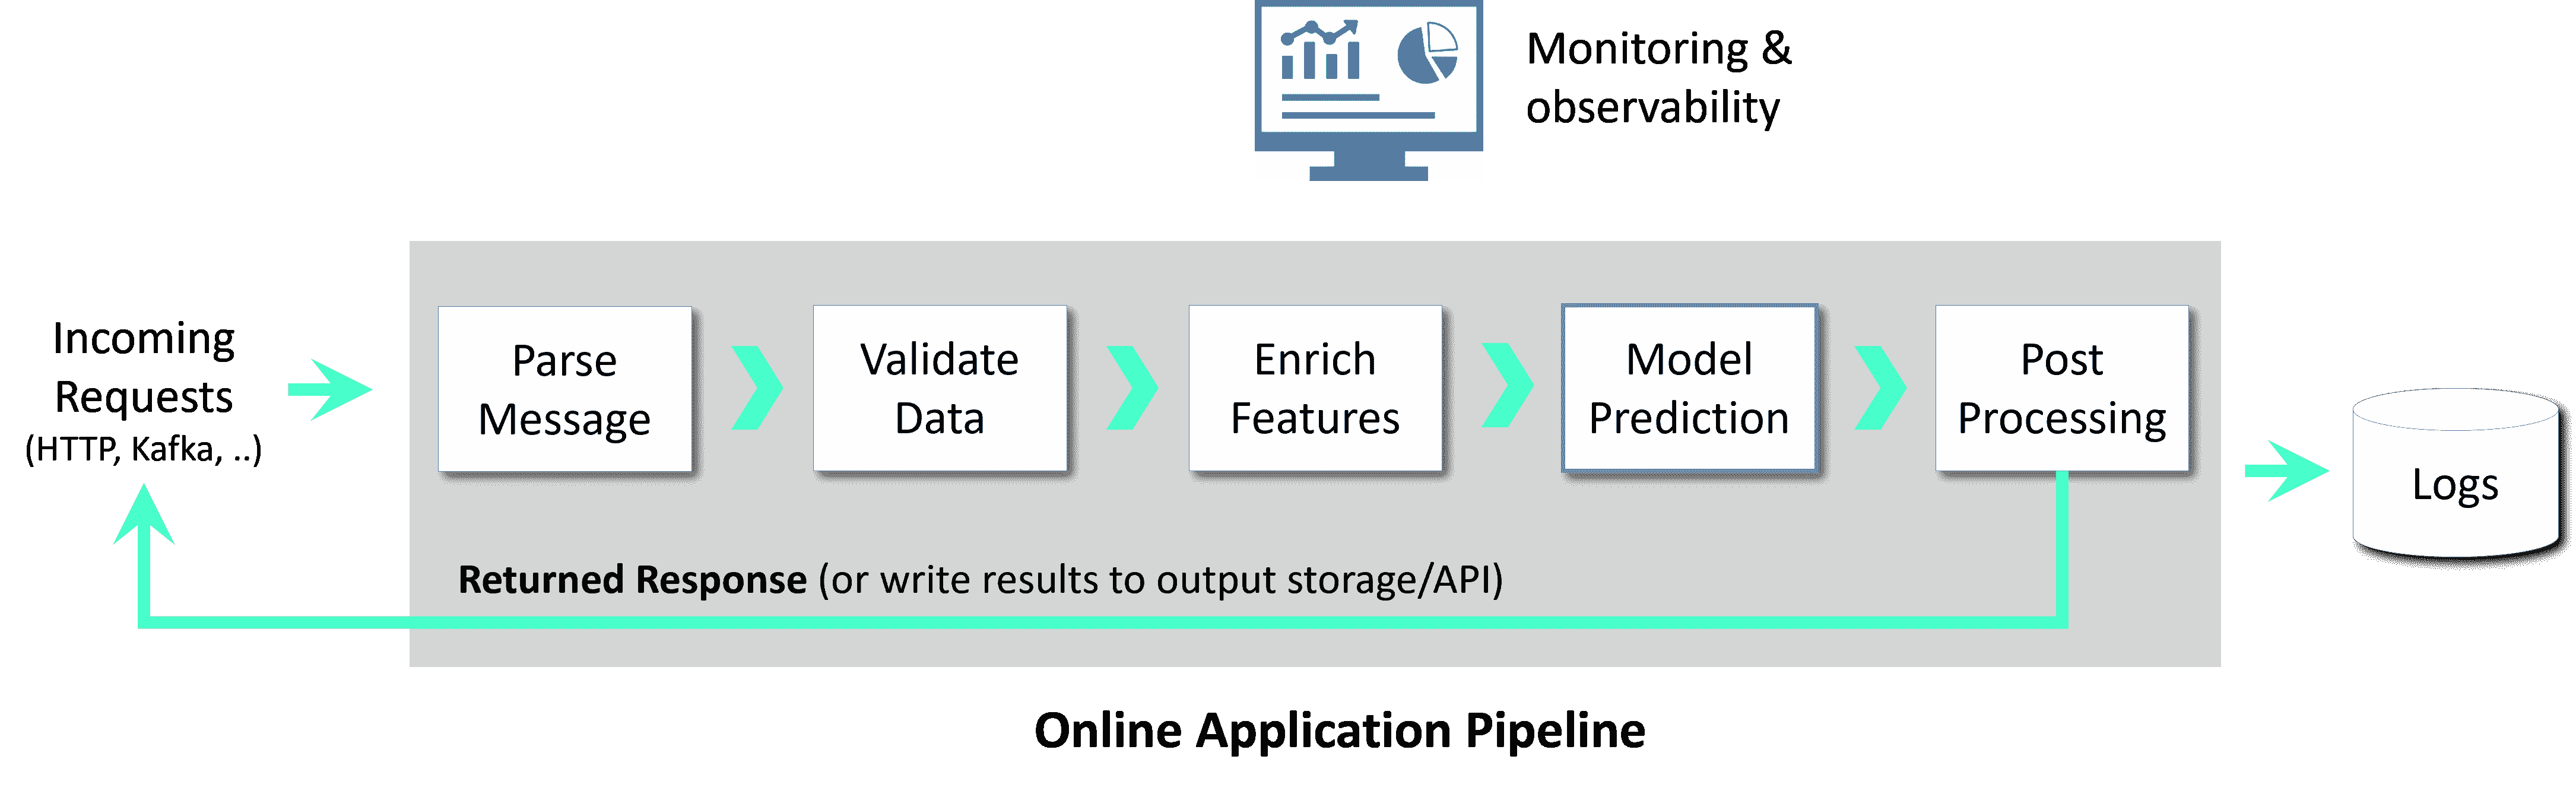 Monitoring &
observability
Incoming
Requests
(HTTP, Kafka, ..)
Parse
Message
Validate
Data
Enrich
Features
Model
Prediction
Post
Processing
Logs
Returned Response (or write results to output storage/API)
Online Application Pipeline